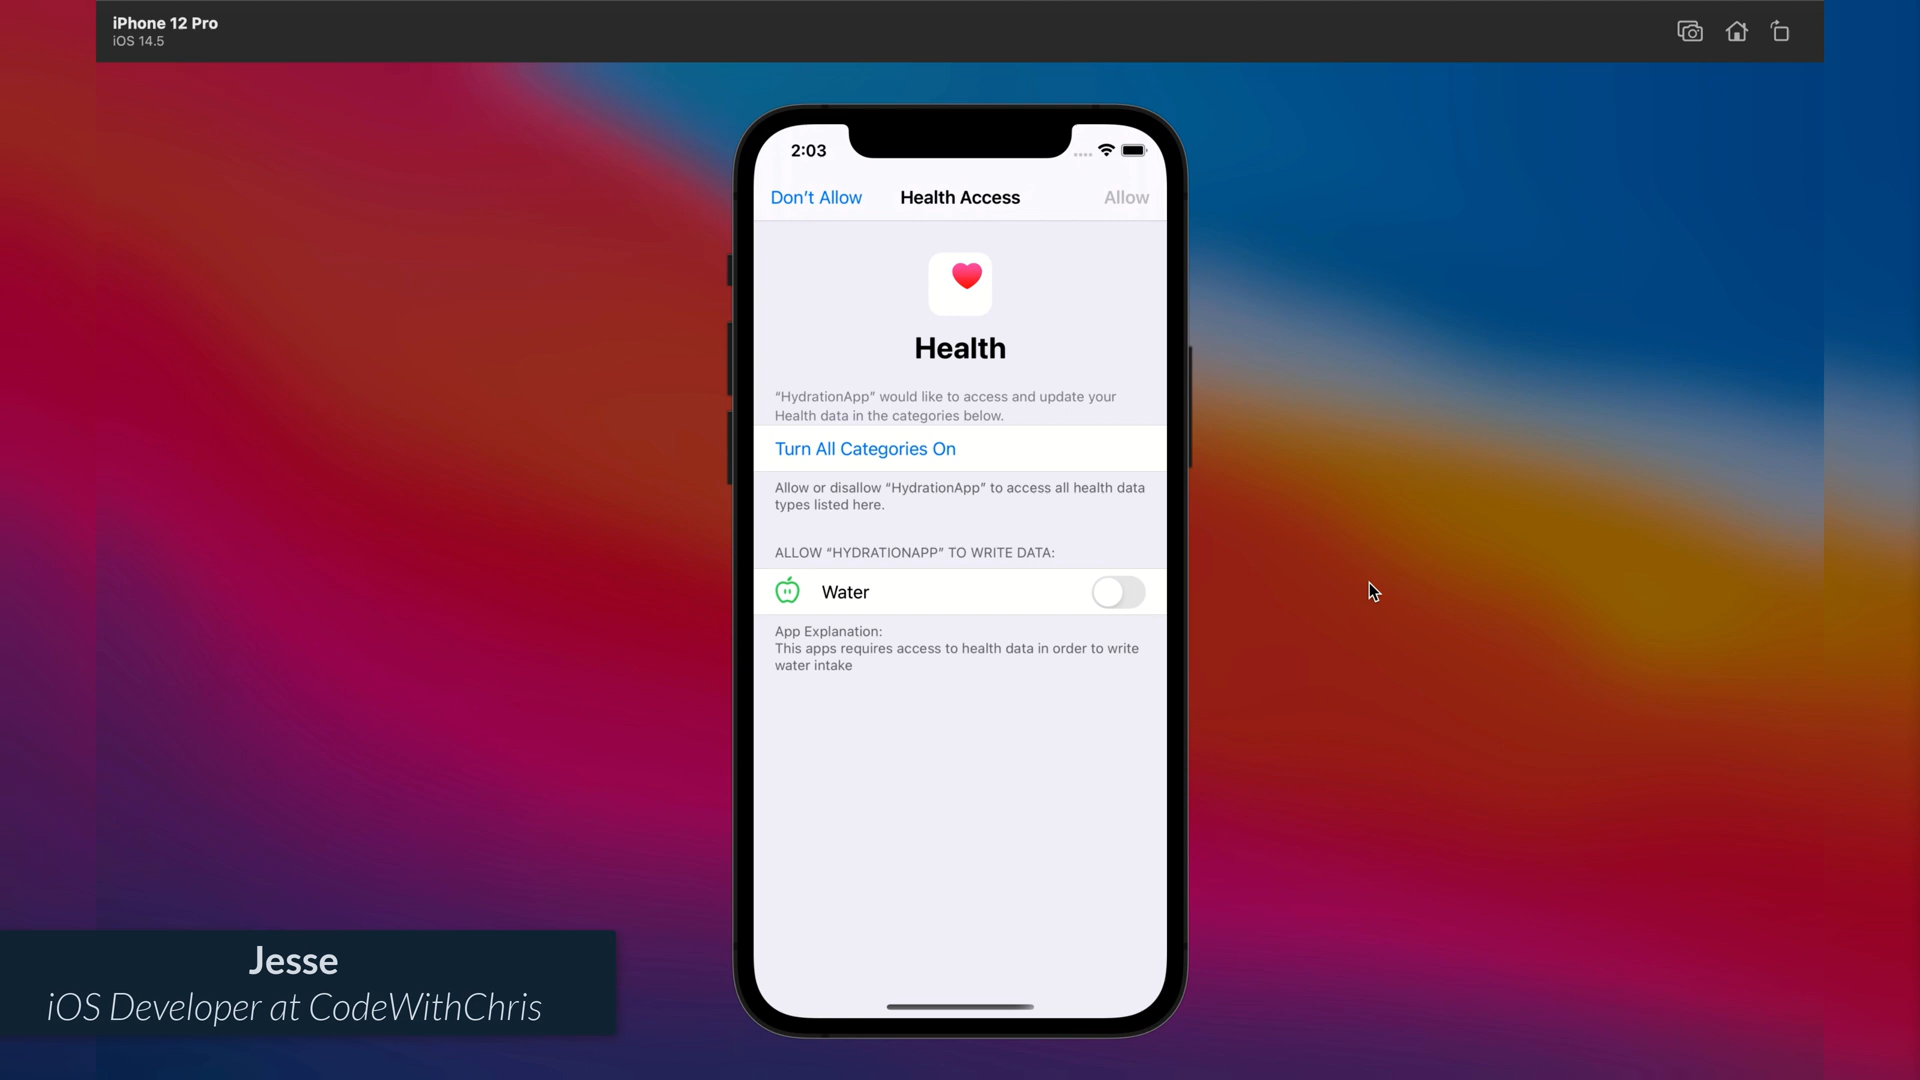 iPhone 12 Pro
iOS 14.5
2:03
Don’t Allow
Health Access
Allow
Health
“HydrationApp” would like to access and update your
Health data in the categories below.
Turn All Categories On
Allow or disallow “HydrationApp” to access all health data
types listed here.
ALLOW “HYDRATIONAPP” TO WRITE DATA:
Water
App Explanation:
This apps requires access to health data in order to write
water intake
Jesse
iOS Developer at CodeWithChris